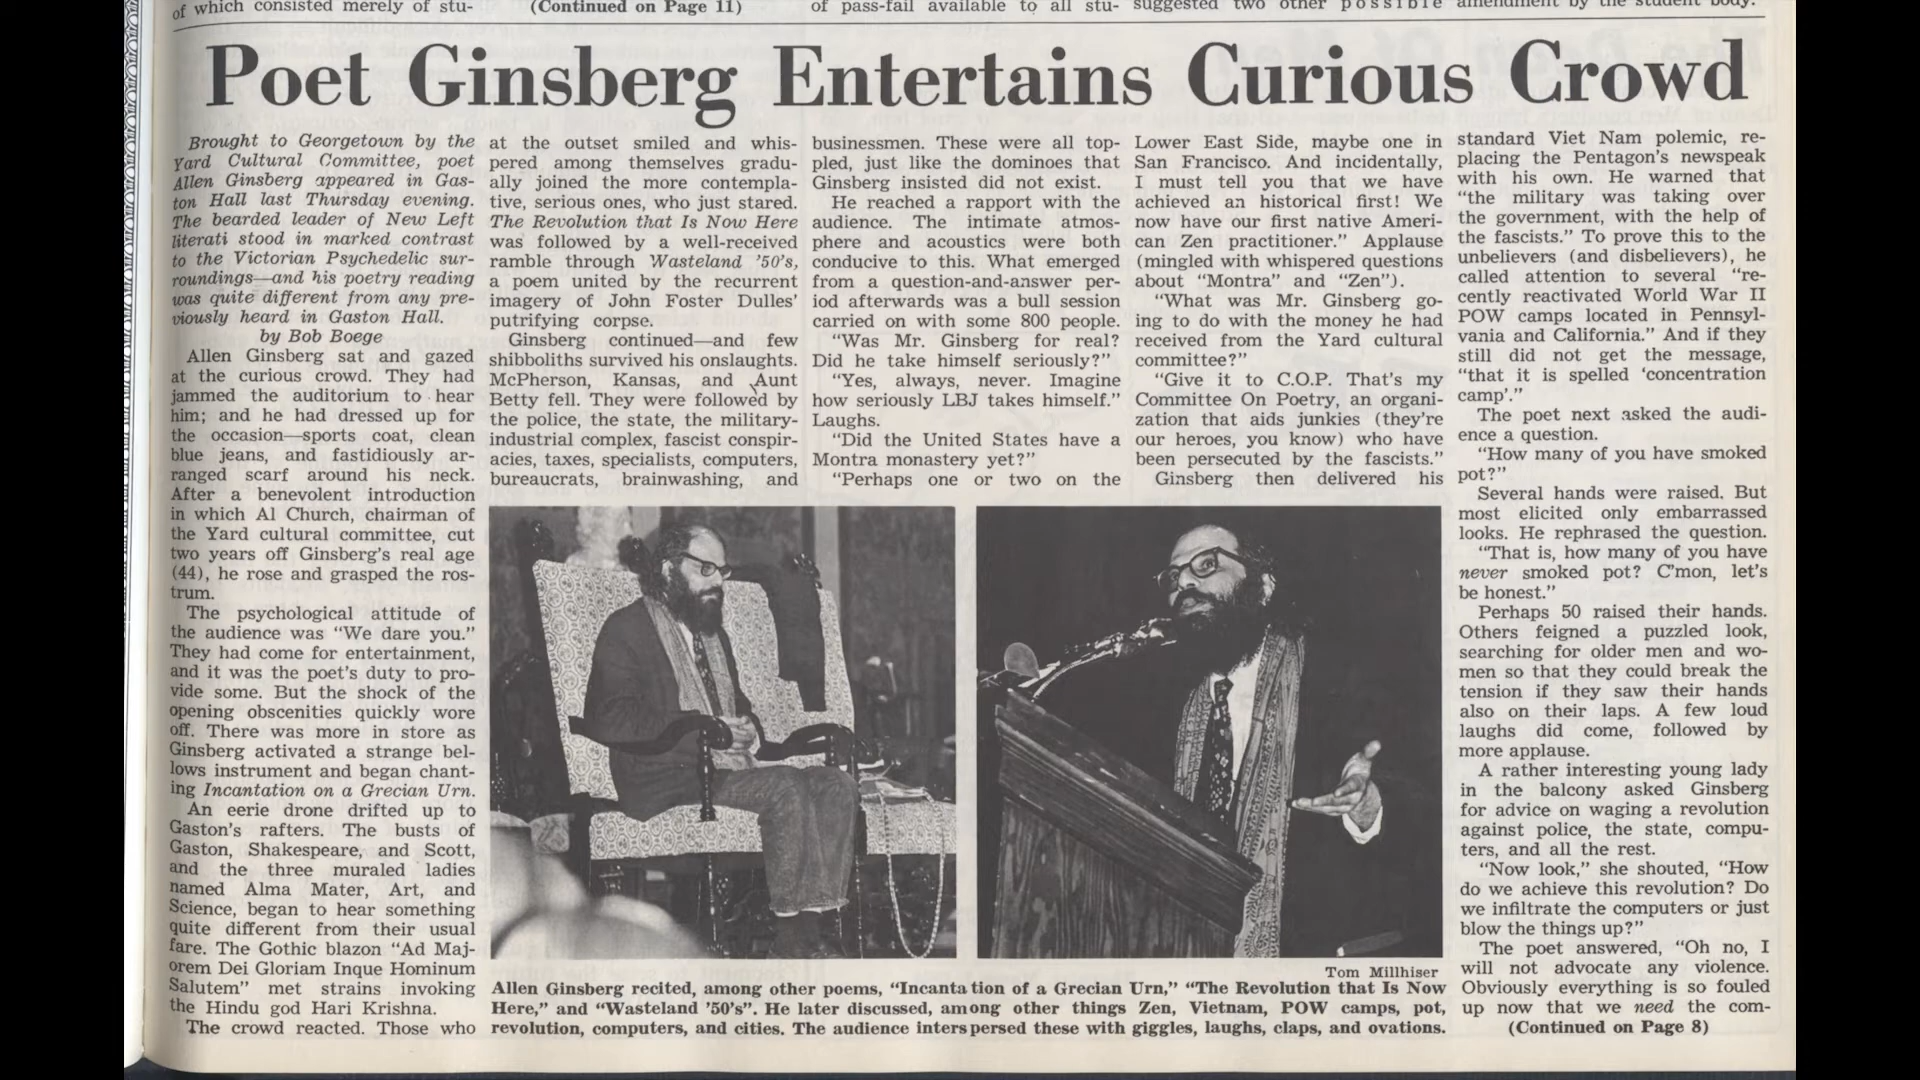 of which consisted merely of stu-
(Continued on Page 11)
of pass-fail available to all stu-
suggested two other possible
amendment by the student body.
Poet Ginsberg Entertains Curious Crowd
Brought to Georgetown by the
Yard Cultural Committee, poet
Allen Ginsberg appeared in Gas-
ton Hall last Thursday evening.
The bearded leader of New Left
literati stood in marked contrast
to the Victorian Psychedelic sur-
roundings—and his poetry reading
was quite different from any pre-
viously heard in Gaston Hall.
by Bob Boege
Allen Ginsberg sat and gazed
at the curious crowd. They had
jammed the auditorium to hear
him; and he had dressed up for
the occasion—sports coat, clean
blue jeans, and fastidiously ar-
ranged scarf around his neck.
After a benevolent introduction
in which Al Church, chairman of
the Yard cultural committee, cut
two years off Ginsberg's real age
(44), he rose and grasped the ros-
trum.
The psychological attitude of
the audience was "We dare you."
They had come for entertainment,
and it was the poet's duty to pro-
vide some. But the shock of the
opening obscenities quickly wore
off. There was more in store as
Ginsberg activated a strange bel-
lows instrument and began chant-
ing Incantation on a Grecian Urn.
An eerie drone drifted up to
Gaston's rafters. The busts of
Gaston, Shakespeare, and Scott,
and the three muraled ladies
named Alma Mater, Art, and
Science, began to hear something
quite different from their usual
fare. The Gothic blazon "Ad Maj-
orem Dei Gloriam Inque Hominum
Salutem" met strains invoking
the Hindu god Hari Krishna.
The crowd reacted. Those who
at the outset smiled and whis-
pered among themselves gradu-
ally joined the more contempla-
tive, serious ones, who just stared.
The Revolution that Is Now Here
was followed by a well-received
ramble through Wasteland '50's,
a poem united by the recurrent
imagery of John Foster Dulles'
putrifying corpse.
Ginsberg continued—and few
shibboliths survived his onslaughts.
McPherson, Kansas, and Aunt
Betty fell. They were followed by
the police, the state, the military-
industrial complex, fascist conspir-
acies, taxes, specialists, computers,
bureaucrats, brainwashing, and
businessmen. These were all top-
pled, just like the dominoes that
Ginsberg insisted did not exist.
He reached a rapport with the
audience. The intimate atmos-
phere and acoustics were both
conducive to this. What emerged
from a question-and-answer per-
iod afterwards was a bull session
carried on with some 800 people.
"Was Mr. Ginsberg for real?
Did he take himself seriously?"
"Yes, always, never. Imagine
how seriously LBJ takes himself."
Laughs.
"Did the United States have a
Montra monastery yet?"
"Perhaps one or two on the
Lower East Side, maybe one in
San Francisco. And incidentally,
I must tell you that we have
achieved an historical first! We
now have our first native Ameri-
can Zen practitioner." Applause
(mingled with whispered questions
about "Montra" and "Zen").
"What was Mr. Ginsberg go-
ing to do with the money he had
received from the Yard cultural
committee?"
"Give it to C.O.P. That's my
Committee On Poetry, an organi-
zation that aids junkies (they're
our heroes, you know) who have
been persecuted by the fascists."
Ginsberg then delivered his
standard Viet Nam polemic, re-
placing the Pentagon's newspeak
with his own. He warned that
"the military was taking over
the government, with the help of
the fascists." To prove this to the
unbelievers (and disbelievers), he
called attention to several "re-
cently reactivated World War II
POW camps located in Pennsyl-
vania and California." And if they
still did not get the message,
"that it is spelled 'concentration
camp'."
The poet next asked the audi-
ence a question.
"How many of you have smoked
pot?"
Several hands were raised. But
most elicited only embarrassed
looks. He rephrased the question.
"That is, how many of you have
never smoked pot? C'mon, let's
be honest."
Perhaps 50 raised their hands.
Others feigned a puzzled look,
searching for older men and wo-
men so that they could break the
tension if they saw their hands
also on their laps. A few loud
laughs did come, followed by
more applause.
A rather interesting young lady
in the balcony asked Ginsberg
for advice on waging a revolution
against police, the state, compu-
ters, and all the rest.
"Now look," she shouted, "How
do we achieve this revolution? Do
we infiltrate the computers or just
blow the things up?"
The poet answered, "Oh no, I
will not advocate any violence.
Obviously everything is so fouled
up now that we need the com-
(Continued on Page 8)
Tom Millhiser
Allen Ginsberg recited, among other poems, "Incantation of a Grecian Urn," "The Revolution that Is Now
Here," and "Wasteland '50's". He later discussed, among other things Zen, Vietnam, POW camps, pot,
revolution, computers, and cities. The audience interspersed these with giggles, laughs, claps, and ovations.